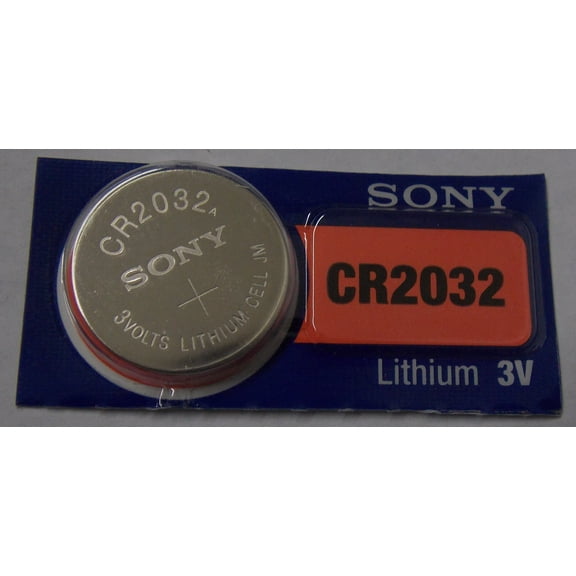 CR2032A
SONY
+
3VOLTS LITHIUM CELL JM
SONY
CR2032
Lithium 3V